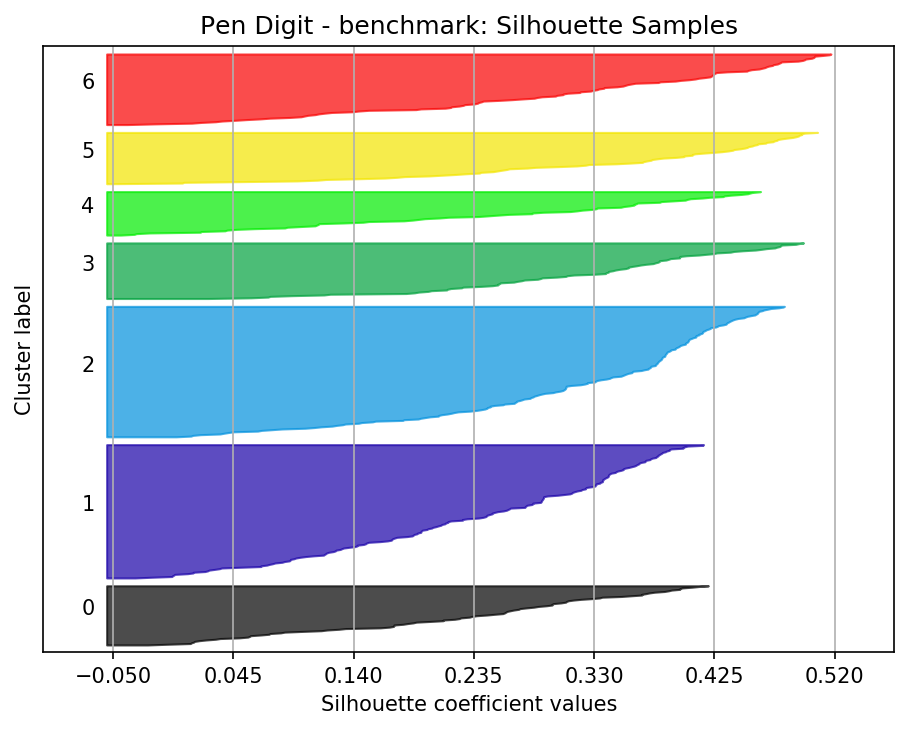 Pen Digit - benchmark: Silhouette Samples
6
5
4
3
2
1
0
Cluster label
−0.050 0.045 0.140 0.235 0.330 0.425 0.520
Silhouette coefficient values